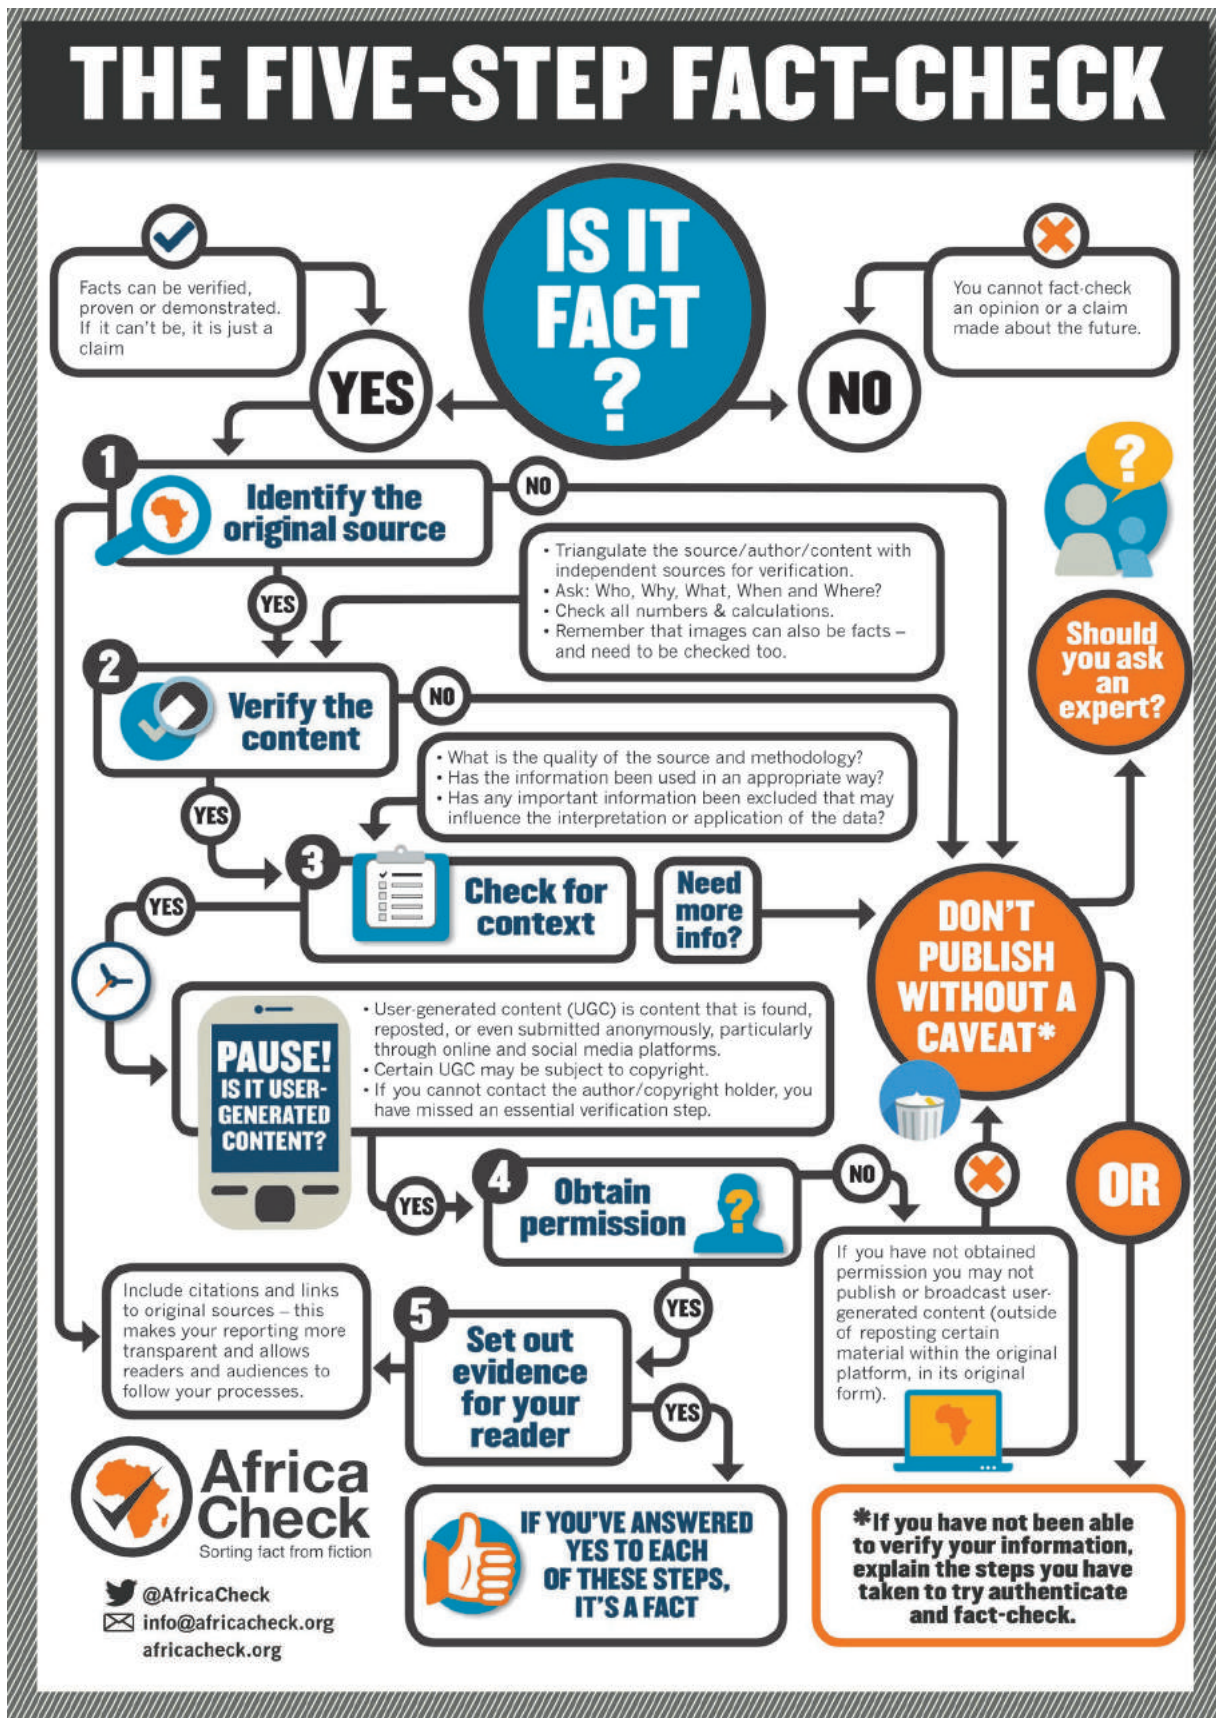 THE FIVE-STEP FACT-CHECK
IS IT
FACT
?
Facts can be verified,
proven or demonstrated.
If it can't be, it is just a
claim
YES
You cannot fact-check
an opinion or a claim
made about the future.
NO
1
Identify the
original source
NO
YES
• Triangulate the source/author/content with
independent sources for verification.
• Ask: Who, Why, What, When and Where?
• Check all numbers & calculations.
• Remember that images can also be facts –
and need to be checked too.
?
Should
you ask
an
expert?
2
Verify the
content
NO
YES
• What is the quality of the source and methodology?
• Has the information been used in an appropriate way?
• Has any important information been excluded that may
influence the interpretation or application of the data?
3
Check for
context
Need
more
info?
YES
DON'T
PUBLISH
WITHOUT A
CAVEAT*
PAUSE!
IS IT USER-
GENERATED
CONTENT?
• User-generated content (UGC) is content that is found,
reposted, or even submitted anonymously, particularly
through online and social media platforms.
• Certain UGC may be subject to copyright.
• If you cannot contact the author/copyright holder, you
have missed an essential verification step.
YES
4
Obtain
permission
?
NO
OR
If you have not obtained
permission you may not
publish or broadcast user-
generated content (outside
of reposting certain
material within the original
platform, in its original
form).
YES
5
Set out
evidence
for your
reader
YES
Include citations and links
to original sources – this
makes your reporting more
transparent and allows
readers and audiences to
follow your processes.
Africa
Check
Sorting fact from fiction
@AfricaCheck
info@africacheck.org
africacheck.org
IF YOU'VE ANSWERED
YES TO EACH
OF THESE STEPS,
IT'S A FACT
*If you have not been able
to verify your information,
explain the steps you have
taken to try authenticate
and fact-check.